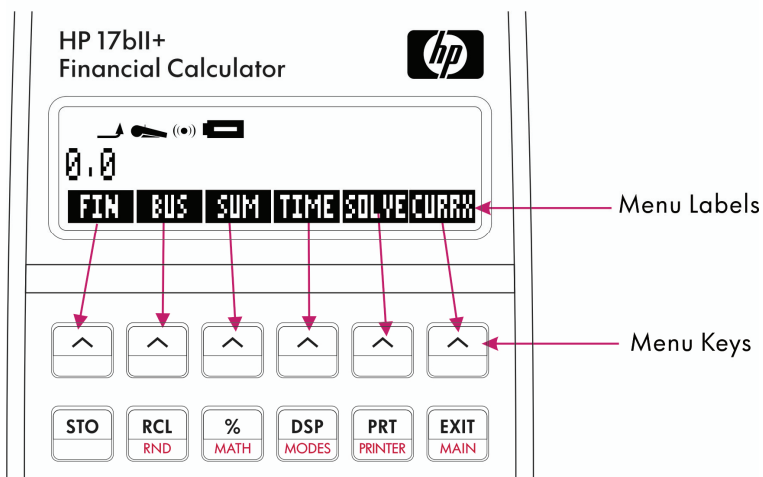 HP 17bII+
Financial Calculator
hp
0.0
FIN BUS SUM TIME SOLVE CURRX
Menu Labels
Menu Keys
STO RCL % DSP PRT EXIT
RND MATH MODES PRINTER MAIN